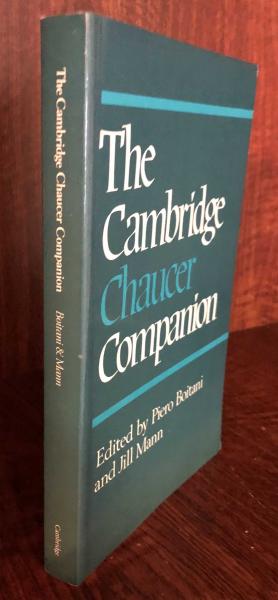 The Cambridge Chaucer Companion
Boitani & Mann
Cambridge
The
Cambridge
Chaucer
Companion
Edited by Piero Boitani
and Jill Mann